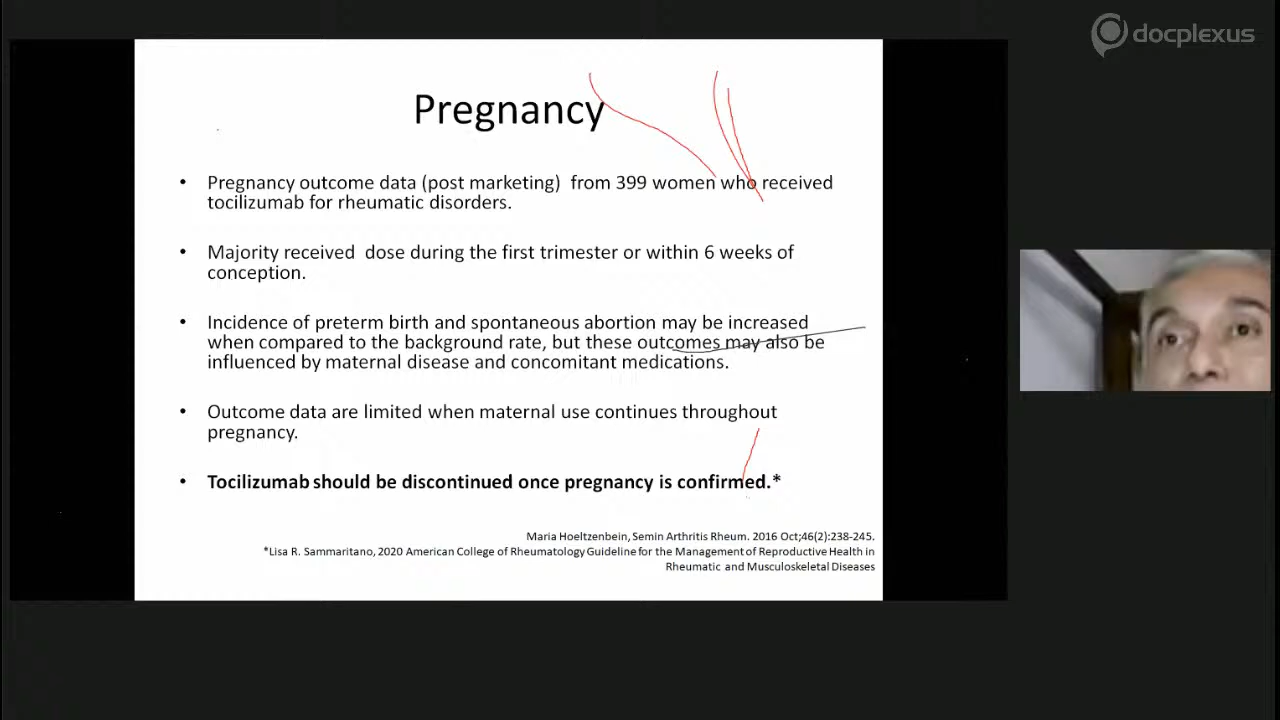 docplexus
Pregnancy
• Pregnancy outcome data (post marketing) from 399 women who received
tocilizumab for rheumatic disorders.
• Majority received dose during the first trimester or within 6 weeks of
conception.
• Incidence of preterm birth and spontaneous abortion may be increased
when compared to the background rate, but these outcomes may also be
influenced by maternal disease and concomitant medications.
• Outcome data are limited when maternal use continues throughout
pregnancy.
• Tocilizumab should be discontinued once pregnancy is confirmed.*
Maria Hoeltzenbein, Semin Arthritis Rheum. 2016 Oct;46(2):238-245.
*Lisa R. Sammaritano, 2020 American College of Rheumatology Guideline for the Management of Reproductive Health in
Rheumatic and Musculoskeletal Diseases